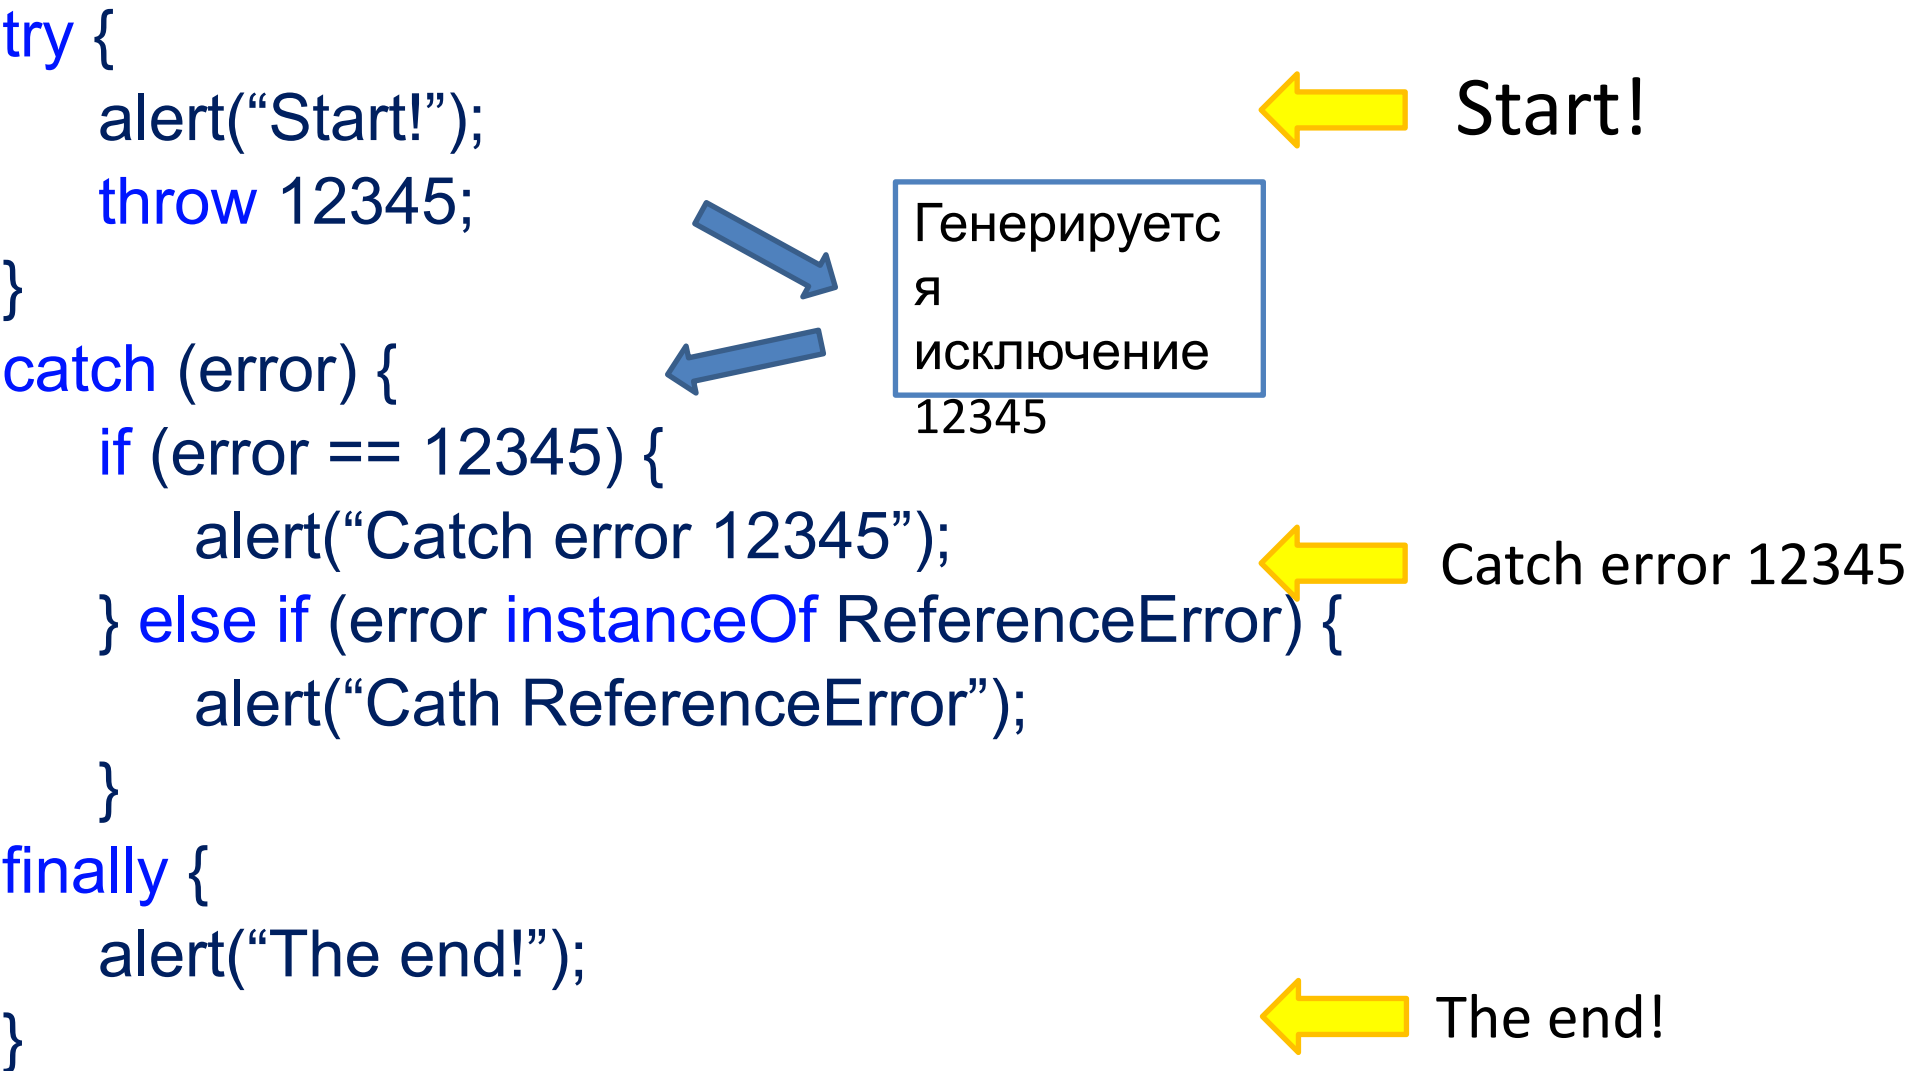 try {
alert(“Start!”);
Start!
throw 12345;
}
Генерируетс
я
исключение
12345
catch (error) {
if (error == 12345) {
alert(“Catch error 12345”);
Catch error 12345
} else if (error instanceOf ReferenceError) {
alert(“Cath ReferenceError”);
}
finally {
alert(“The end!”);
The end!
}